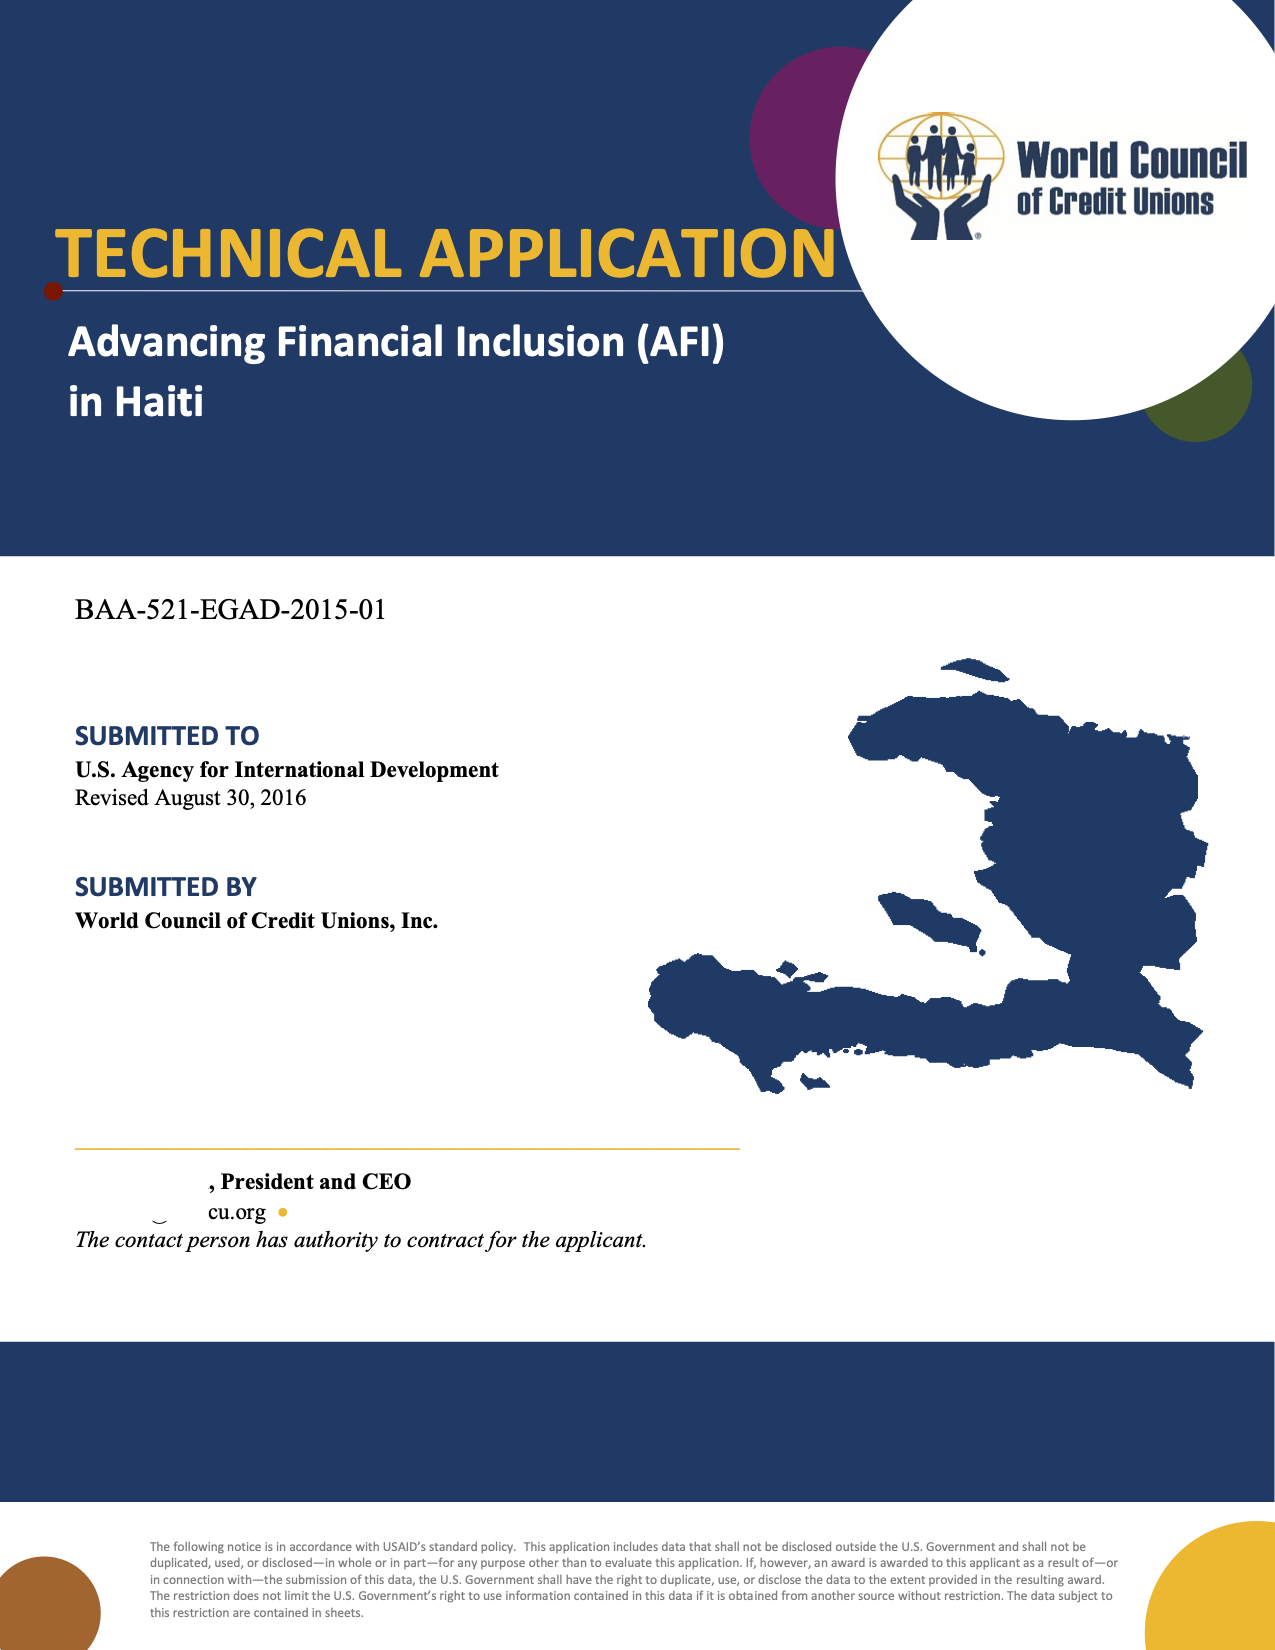 World Council
of Credit Unions
®
TECHNICAL APPLICATION
Advancing Financial Inclusion (AFI)
in Haiti
BAA-521-EGAD-2015-01
SUBMITTED TO
U.S. Agency for International Development
Revised August 30, 2016
SUBMITTED BY
World Council of Credit Unions, Inc.
, President and CEO
cu.org •
The contact person has authority to contract for the applicant.
The following notice is in accordance with USAID’s standard policy. This application includes data that shall not be disclosed outside the U.S. Government and shall not be
duplicated, used, or disclosed—in whole or in part—for any purpose other than to evaluate this application. If, however, an award is awarded to this applicant as a result of—or
in connection with—the submission of this data, the U.S. Government shall have the right to duplicate, use, or disclose the data to the extent provided in the resulting award.
The restriction does not limit the U.S. Government’s right to use information contained in this data if it is obtained from another source without restriction. The data subject to
this restriction are contained in sheets.